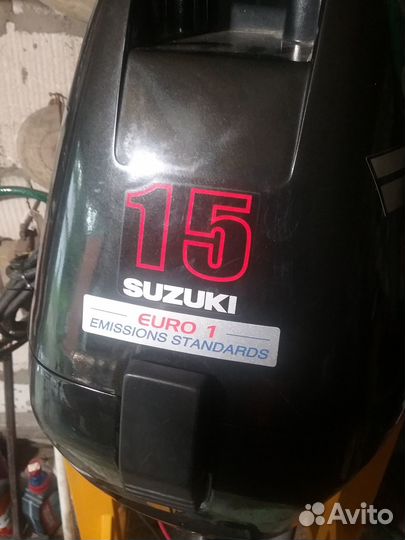 15
SUZUKI
EURO 1
EMISSIONS STANDARDS
Avito